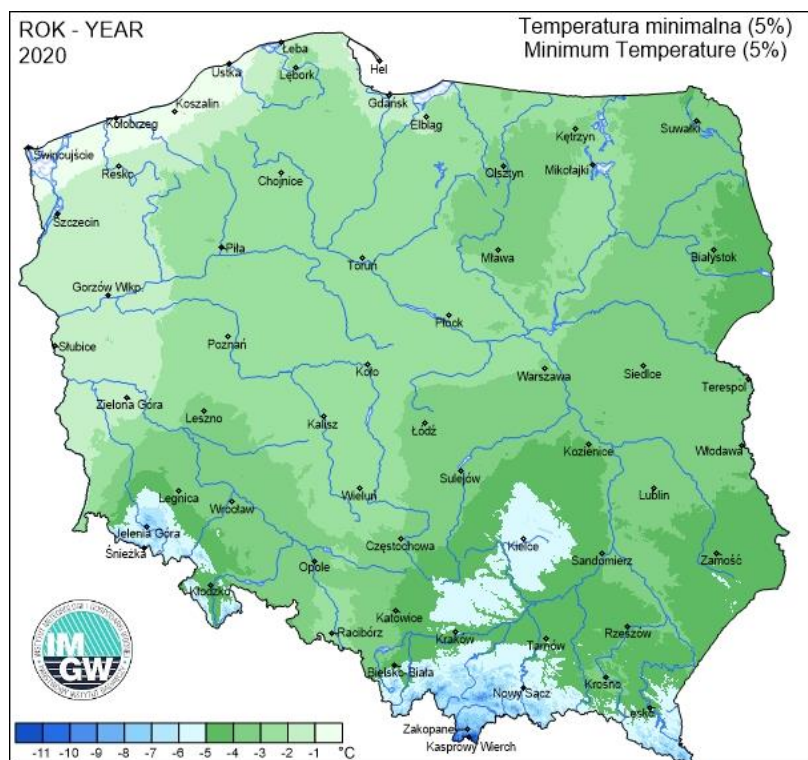 ROK - YEAR
2020
Temperatura minimalna (5%)
Minimum Temperature (5%)
Łeba
Hel
Ustka
Lębork
Koszalin
Gdańsk
Kołobrzeg
Elbląg
Suwałki
Kętrzyn
Świnoujście
Resko
Chojnice
Olsztyn
Mikołajki
Szczecin
Piła
Toruń
Mława
Białystok
Gorzów Wlkp.
Płock
Słubice
Poznań
Koło
Warszawa
Siedlce
Terespol
Zielona Góra
Leszno
Kalisz
Łódź
Włodawa
Kozienice
Sulejów
Legnica
Wrocław
Wieluń
Lublin
Jelenia Góra
Śnieżka
Częstochowa
Kielce
Sandomierz
Zamość
Opole
Kłodzko
Katowice
Racibórz
Kraków
Tarnów
Rzeszów
Bielsko-Biała
Nowy Sącz
Krosno
Lesko
Zakopane
Kasprowy Wierch
IMGW
-11 -10 -9 -8 -7 -6 -5 -4 -3 -2 -1 °C